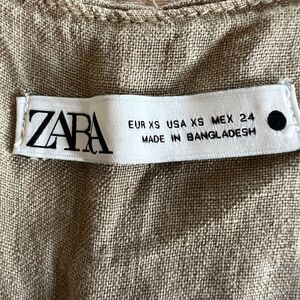 ZARA
EUR XS USA XS MEX 24
MADE IN BANGLADESH